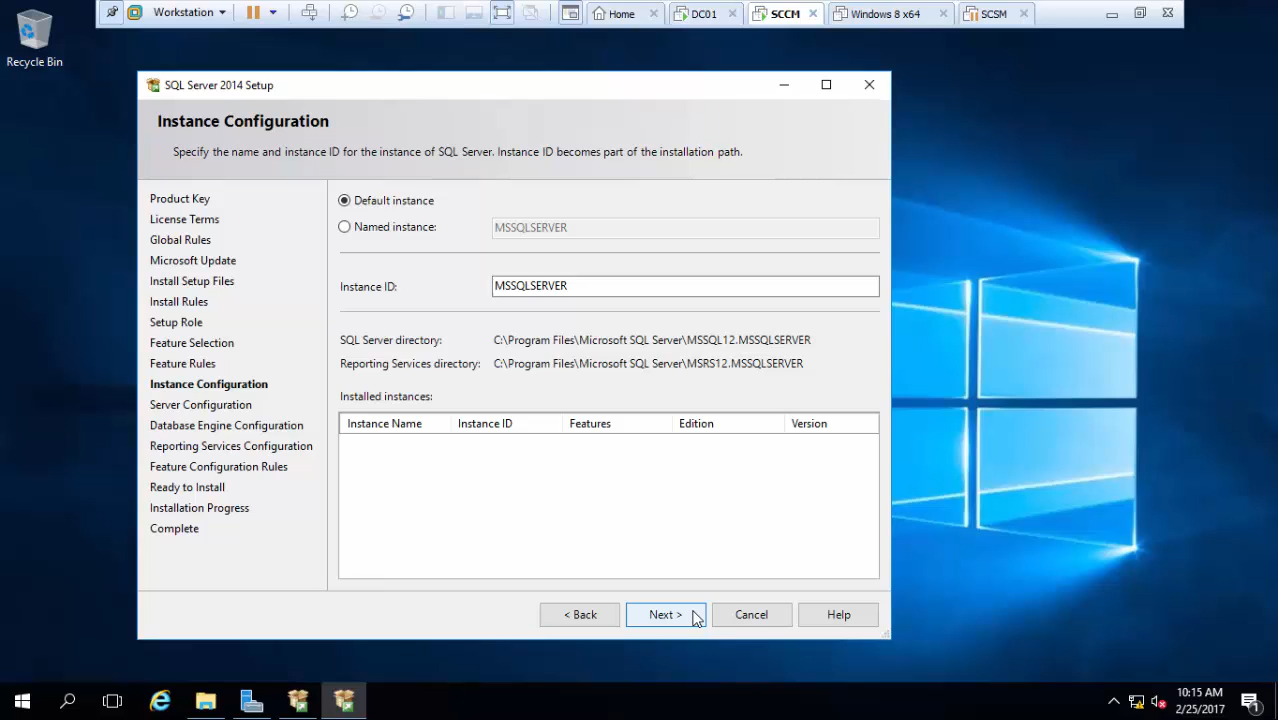 Workstation
Home
DC01
SCCM
Windows 8 x64
SCSM
Recycle Bin
SQL Server 2014 Setup
Instance Configuration
Specify the name and instance ID for the instance of SQL Server. Instance ID becomes part of the installation path.
Product Key
License Terms
Global Rules
Microsoft Update
Install Setup Files
Install Rules
Setup Role
Feature Selection
Feature Rules
Instance Configuration
Server Configuration
Database Engine Configuration
Reporting Services Configuration
Feature Configuration Rules
Ready to Install
Installation Progress
Complete
Default instance
Named instance: MSSQLSERVER
Instance ID: MSSQLSERVER
SQL Server directory: C:\Program Files\Microsoft SQL Server\MSSQL12.MSSQLSERVER
Reporting Services directory: C:\Program Files\Microsoft SQL Server\MSRS12.MSSQLSERVER
Installed instances:
Instance Name Instance ID Features Edition Version
< Back Next > Cancel Help
10:15 AM
2/25/2017
1